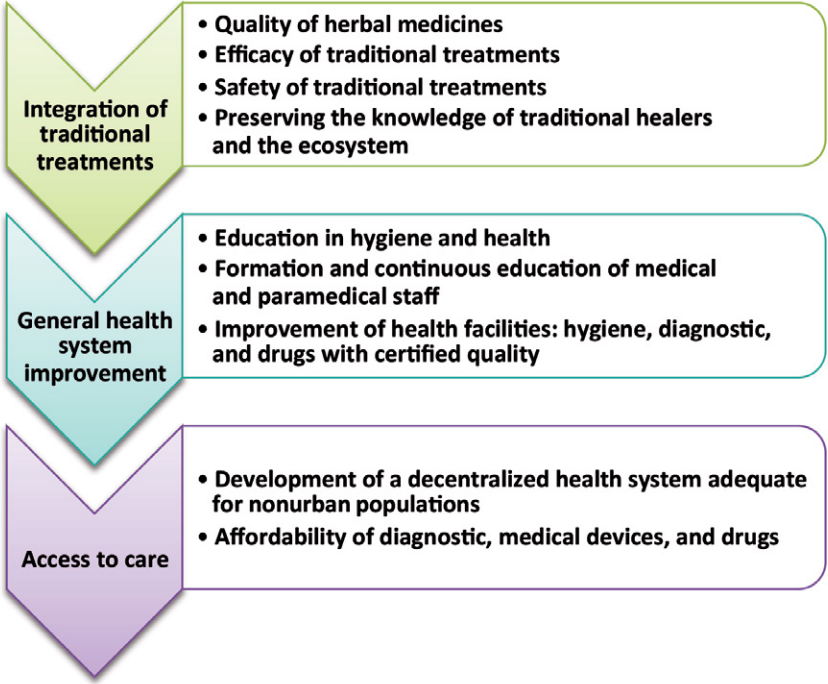 Integration of
traditional
treatments
• Quality of herbal medicines
• Efficacy of traditional treatments
• Safety of traditional treatments
• Preserving the knowledge of traditional healers
and the ecosystem
General health
system
improvement
• Education in hygiene and health
• Formation and continuous education of medical
and paramedical staff
• Improvement of health facilities: hygiene, diagnostic,
and drugs with certified quality
Access to care
• Development of a decentralized health system adequate
for nonurban populations
• Affordability of diagnostic, medical devices, and drugs